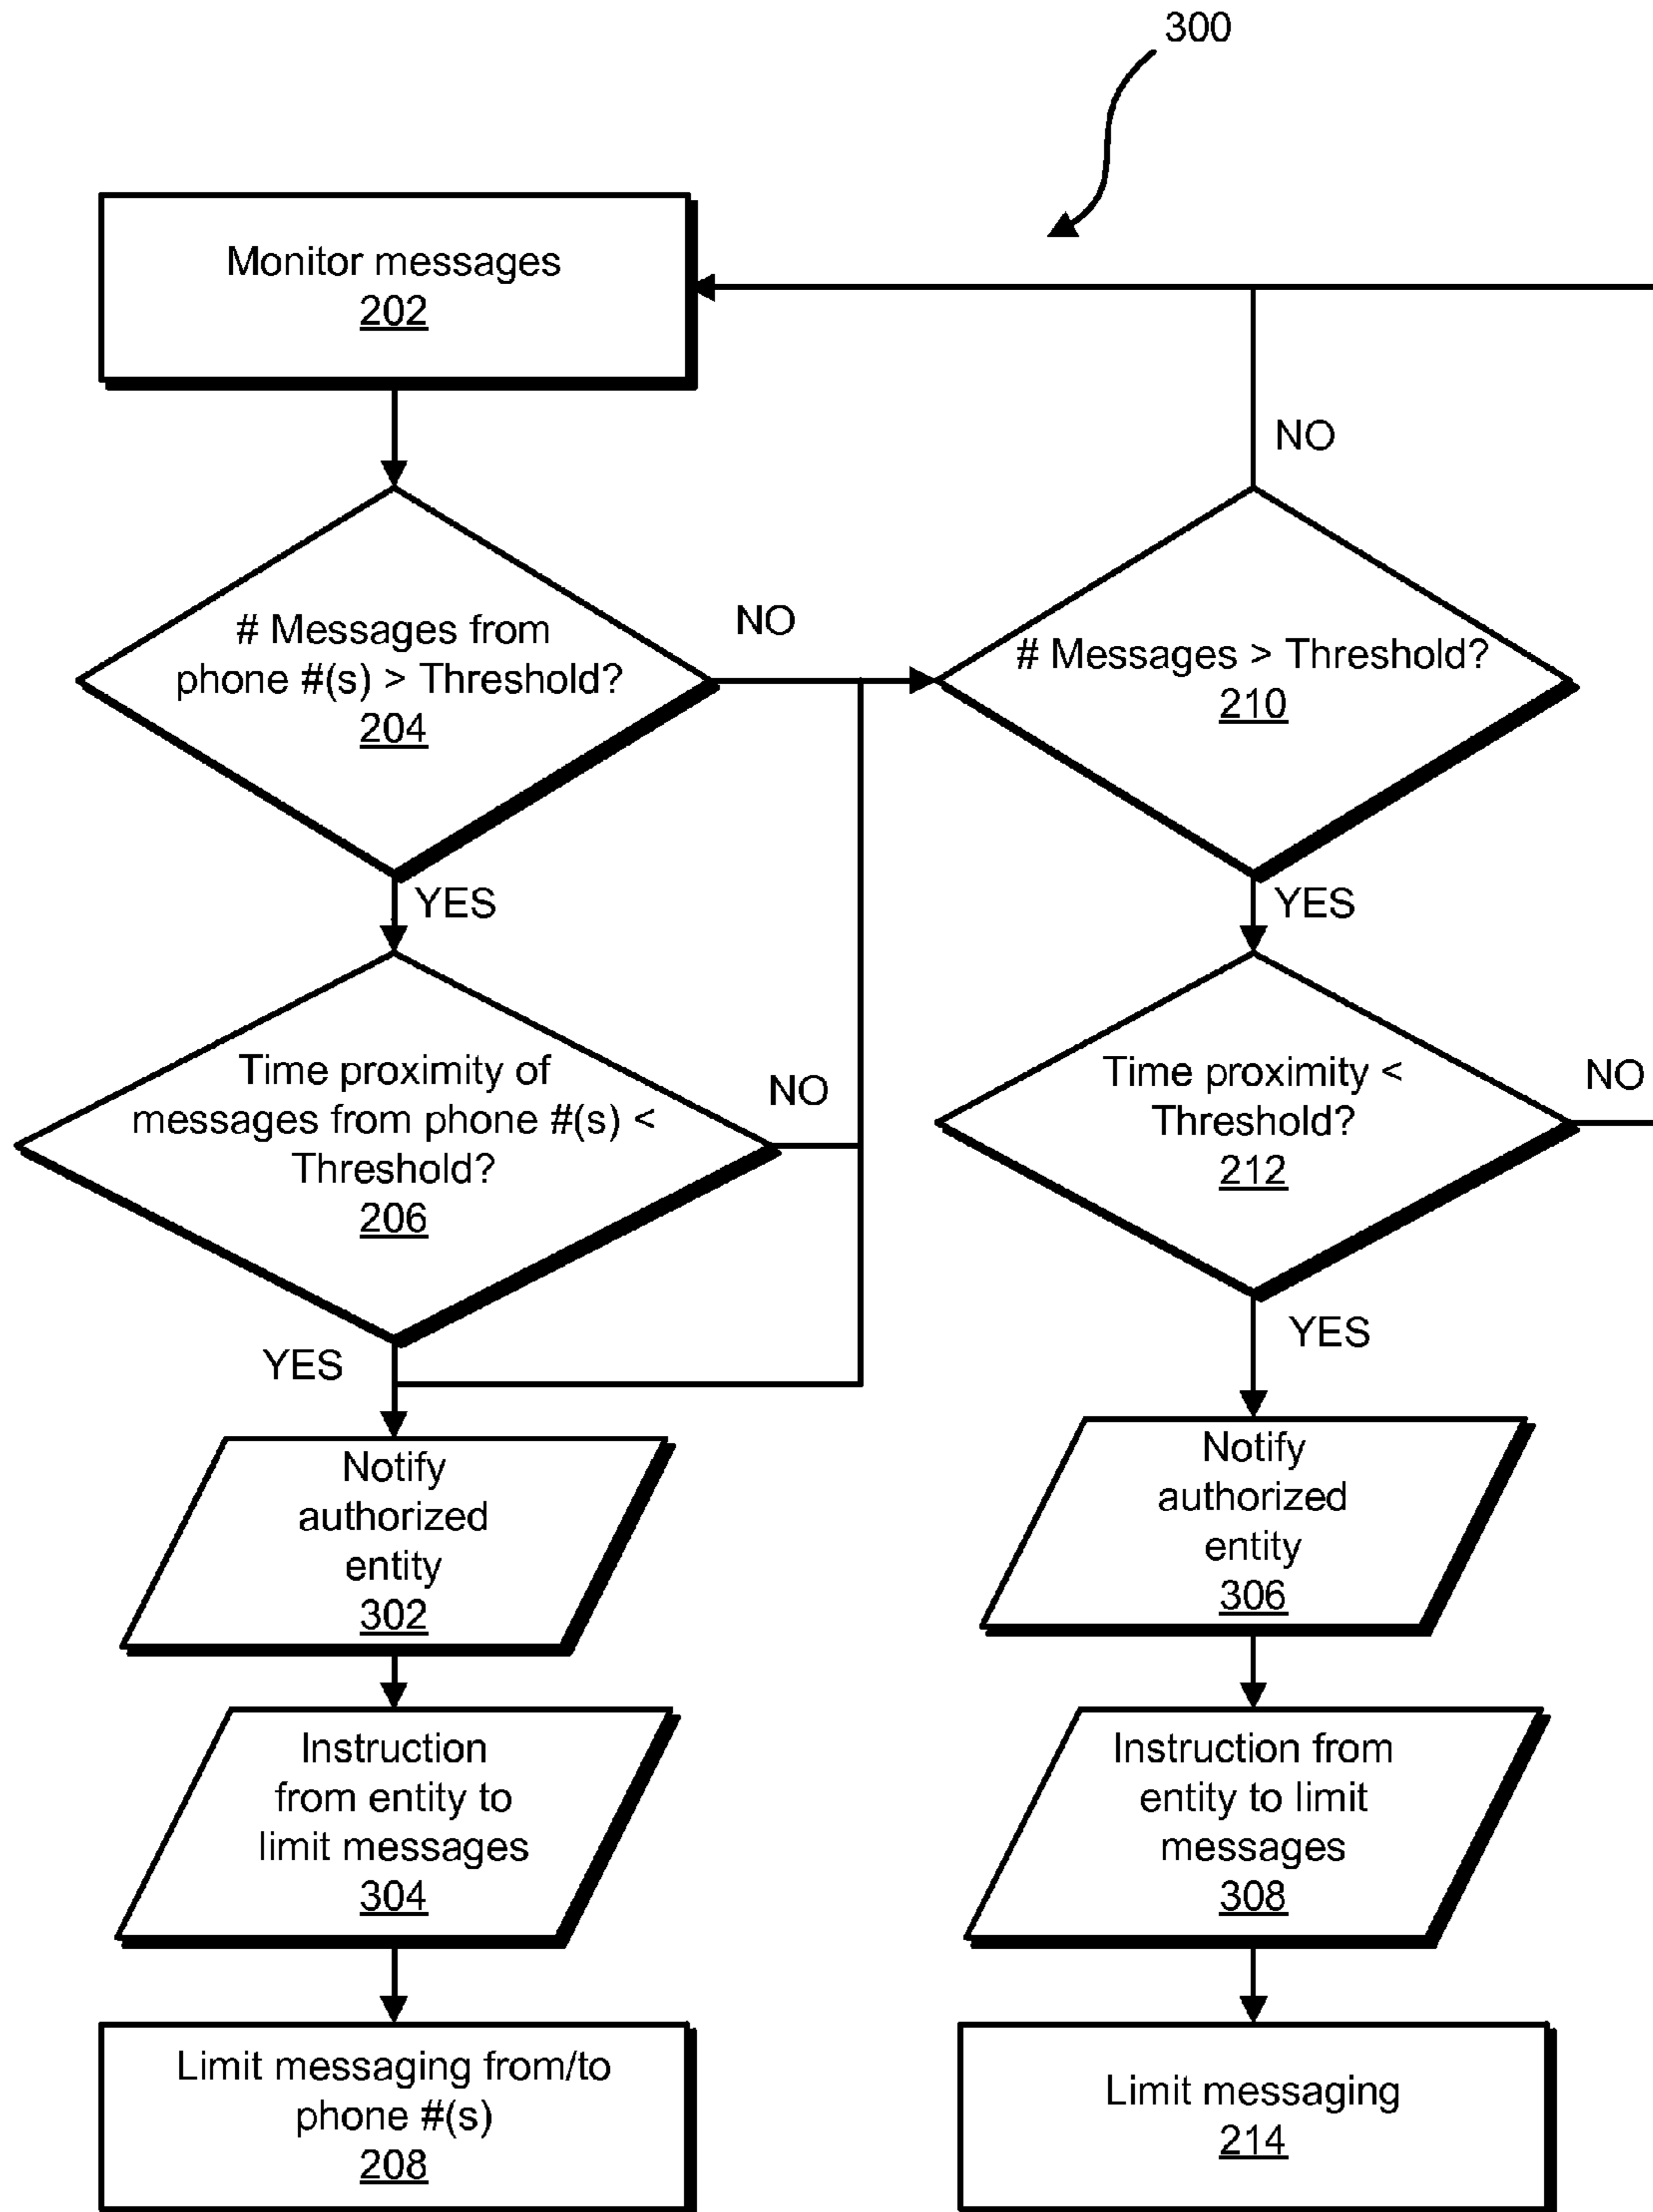 300
Monitor messages
202
NO
# Messages from
phone #(s) > Threshold?
204
NO
# Messages > Threshold?
210
YES
YES
Time proximity of
messages from phone #(s) <
Threshold?
206
NO
Time proximity <
Threshold?
212
NO
YES
YES
Notify
authorized
entity
302
Notify
authorized
entity
306
Instruction
from entity to
limit messages
304
Instruction from
entity to limit
messages
308
Limit messaging from/to
phone #(s)
208
Limit messaging
214